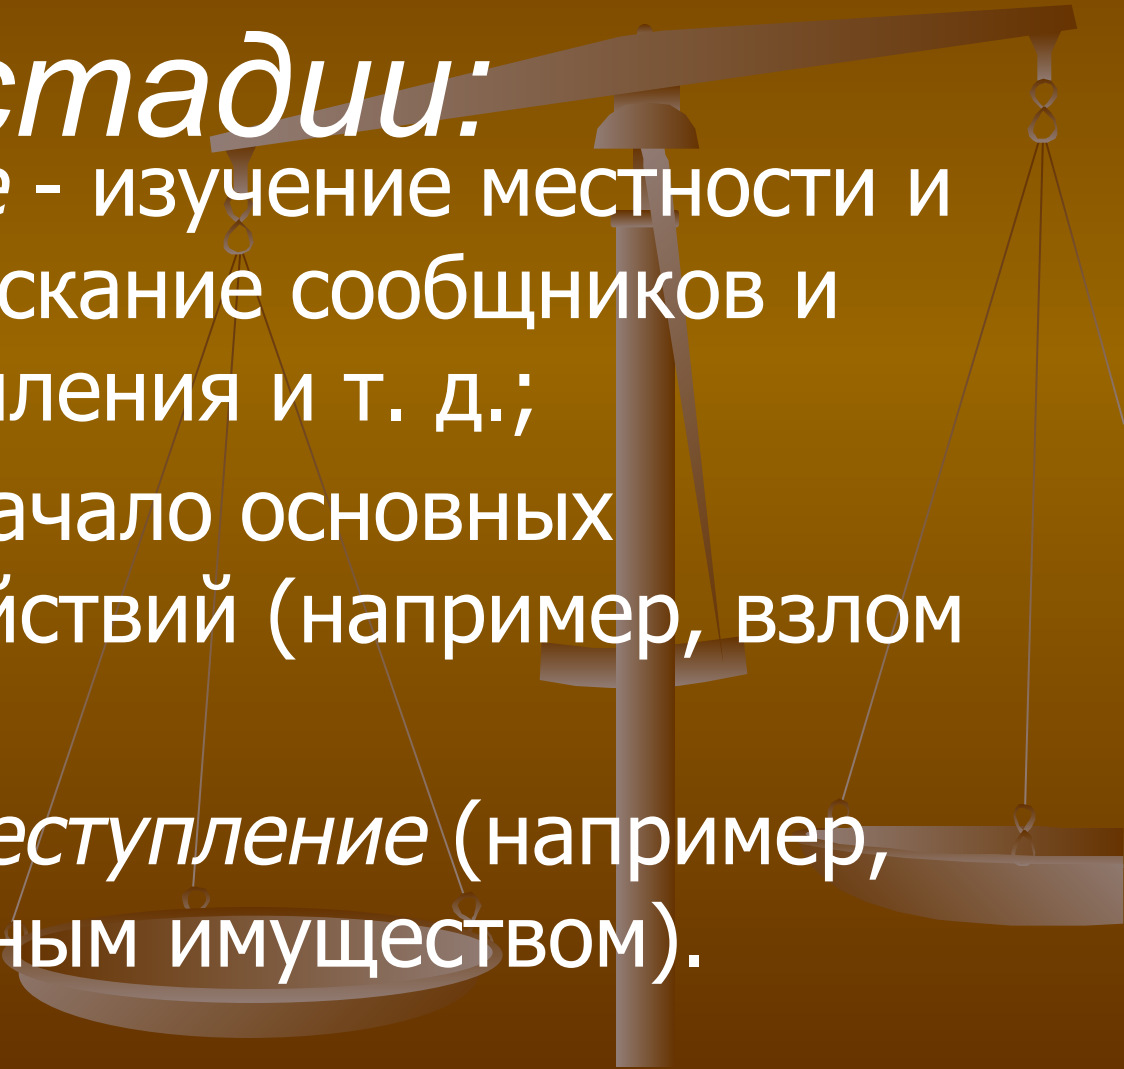 стадии:
е - изучение местности и
скание сообщников и
ления и т. д.;
ачало основных
йствий (например, взлом
еступление (например,
ным имуществом).